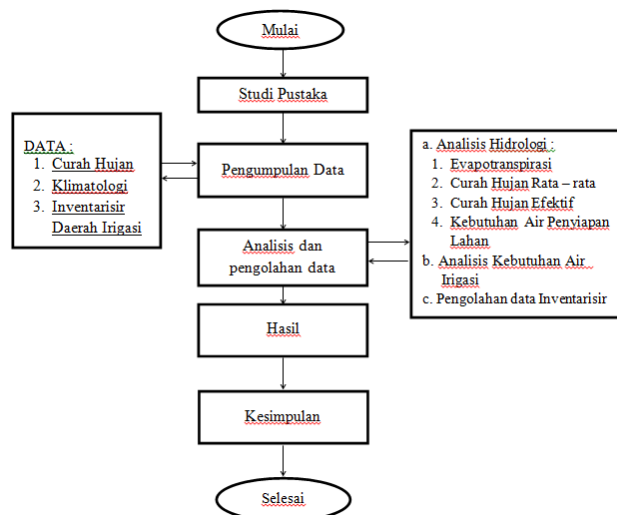 Mulai
Studi Pustaka
DATA :
1. Curah Hujan
2. Klimatologi
3. Inventarisir
Daerah Irigasi
Pengumpulan Data
a. Analisis Hidrologi :
1. Evapotranspirasi
2. Curah Hujan Rata – rata
3. Curah Hujan Efektif
4. Kebutuhan Air Penyiapan
Lahan
b. Analisis Kebutuhan Air
Irigasi
c. Pengolahan data Inventarisir
Analisis dan
pengolahan data
Hasil
Kesimpulan
Selesai